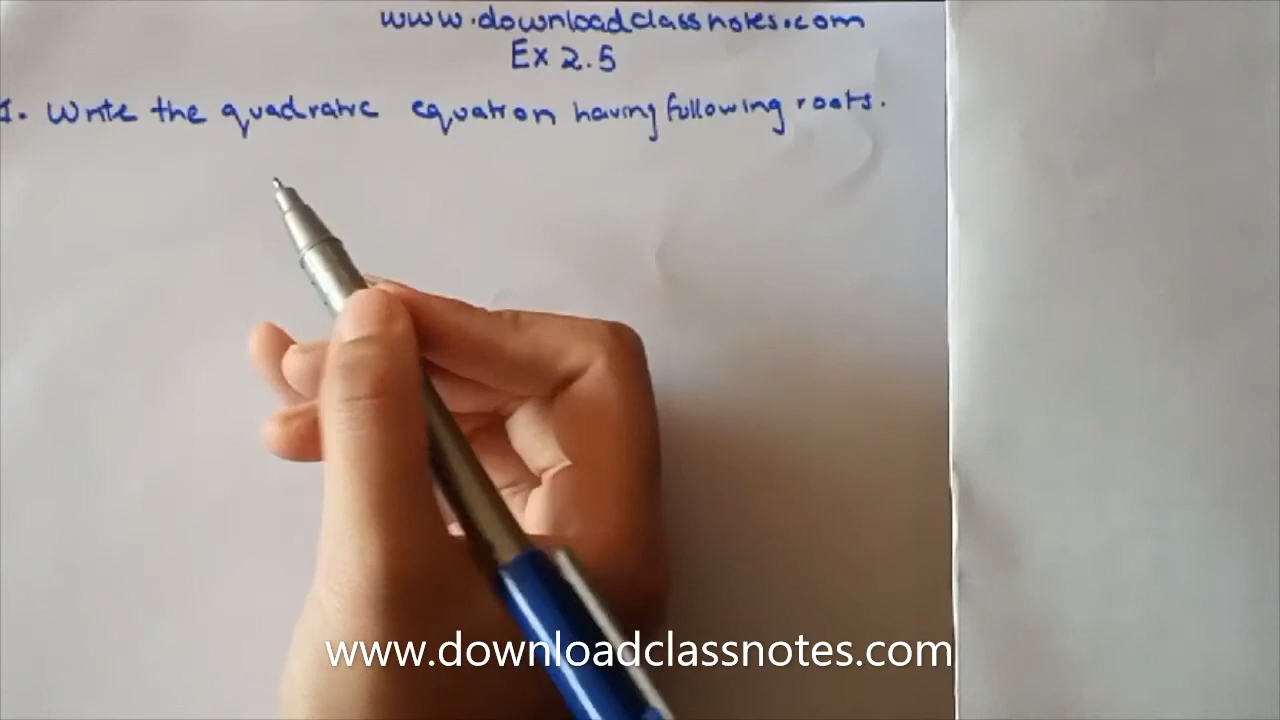 www.downloadclassnotes.com
Ex 2.5
1. Write the quadratic equation having following roots.
www.downloadclassnotes.com